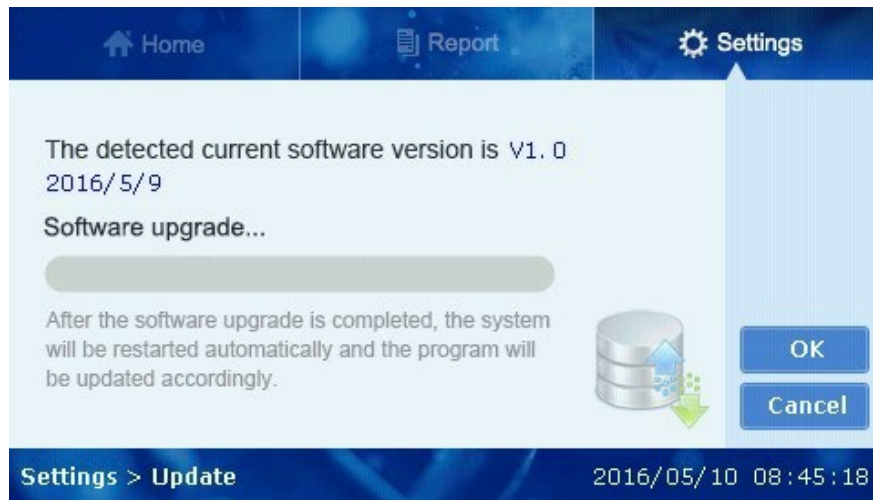 Home
Report
Settings
The detected current software version is V1.0
2016/5/9
Software upgrade...
After the software upgrade is completed, the system
will be restarted automatically and the program will
be updated accordingly.
OK
Cancel
Settings > Update
2016/05/10 08:45:18